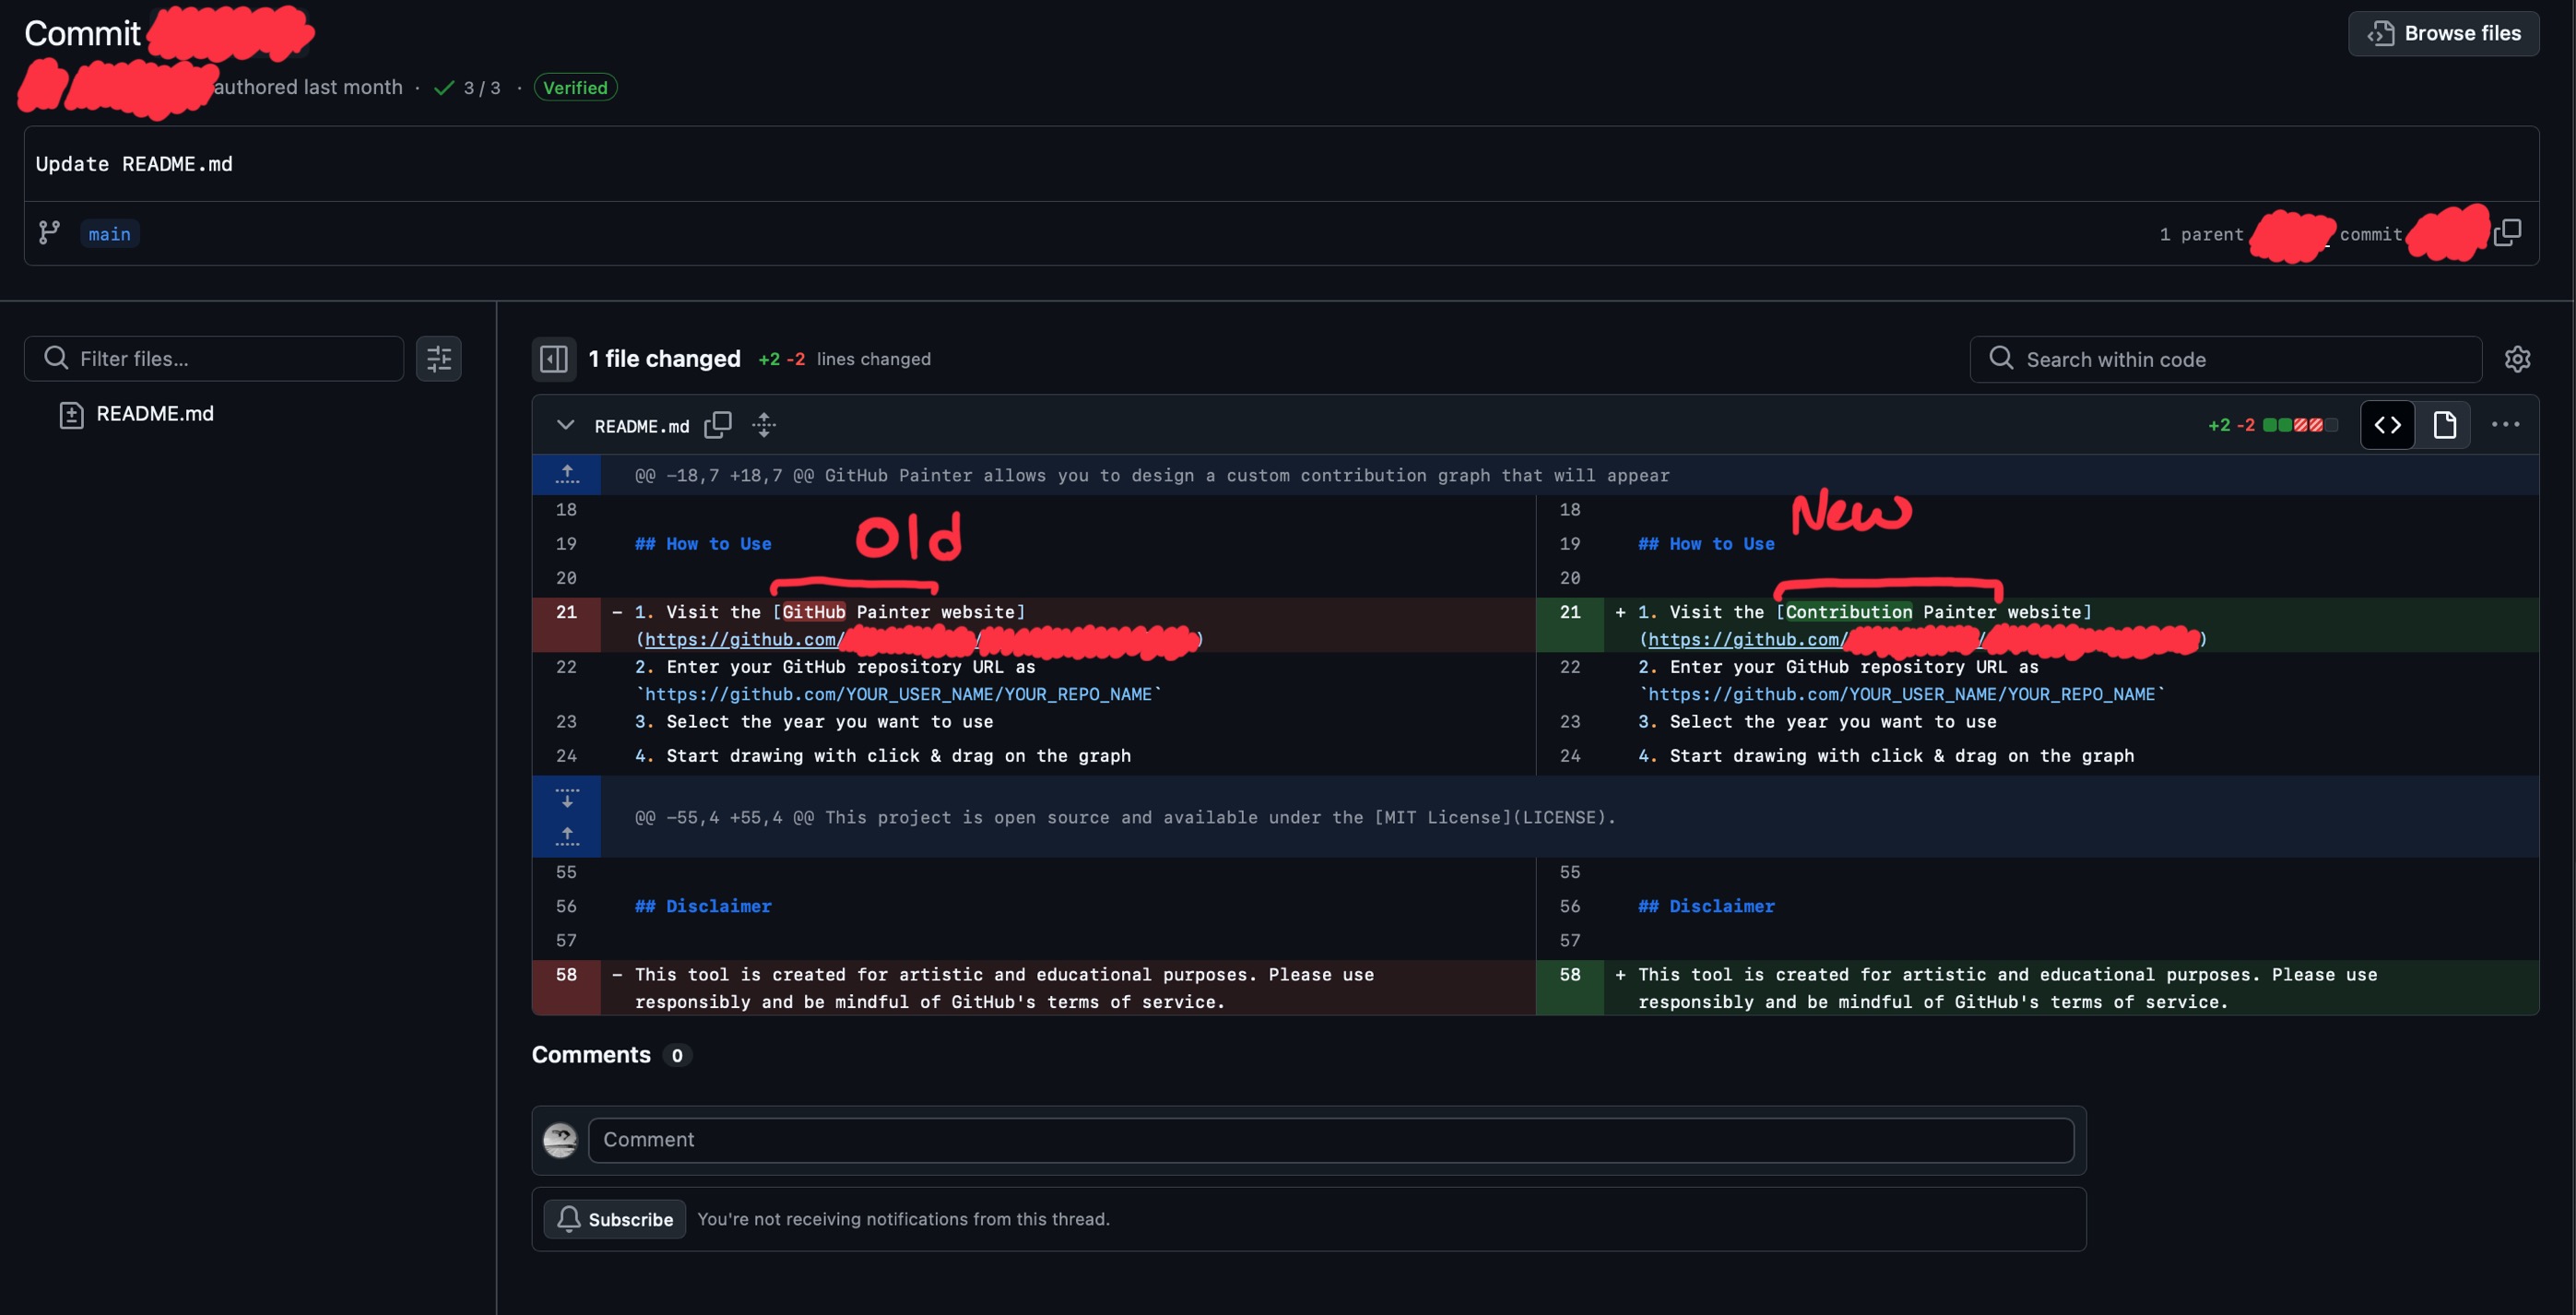 Commit
Browse files
authored last month · 3 / 3 · Verified
Update README.md
main
1 parent commit
Filter files...
README.md
1 file changed +2 -2 lines changed
Search within code
README.md
+2 -2
@@ -18,7 +18,7 @@ GitHub Painter allows you to design a custom contribution graph that will appear
Old
18
19 ## How to Use
20
21 - 1. Visit the [GitHub Painter website]
(https://github.com/ / )
22 2. Enter your GitHub repository URL as
`https://github.com/YOUR_USER_NAME/YOUR_REPO_NAME`
23 3. Select the year you want to use
24 4. Start drawing with click & drag on the graph
New
18
19 ## How to Use
20
21 + 1. Visit the [Contribution Painter website]
(https://github.com/ / )
22 2. Enter your GitHub repository URL as
`https://github.com/YOUR_USER_NAME/YOUR_REPO_NAME`
23 3. Select the year you want to use
24 4. Start drawing with click & drag on the graph
@@ -55,4 +55,4 @@ This project is open source and available under the [MIT License](LICENSE).
55
56 ## Disclaimer
57
58 - This tool is created for artistic and educational purposes. Please use
responsibly and be mindful of GitHub's terms of service.
55
56 ## Disclaimer
57
58 + This tool is created for artistic and educational purposes. Please use
responsibly and be mindful of GitHub's terms of service.
Comments 0
Comment
Subscribe You're not receiving notifications from this thread.